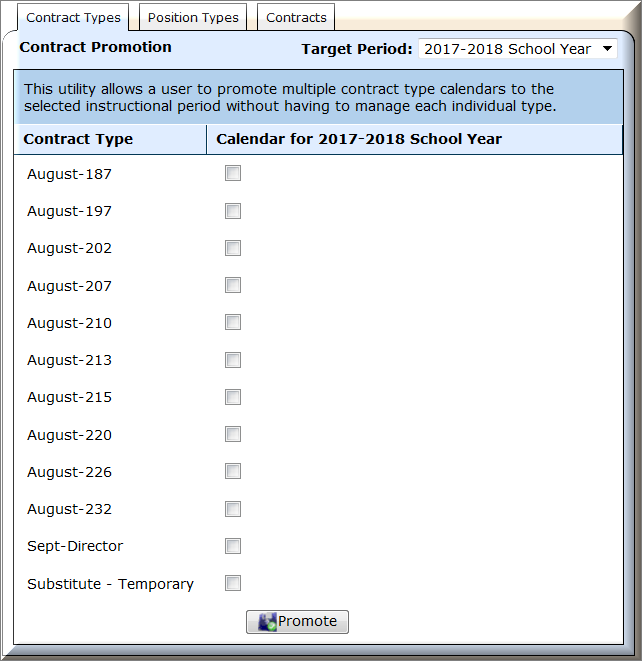 Contract Types Position Types Contracts
Contract Promotion Target Period: 2017-2018 School Year
This utility allows a user to promote multiple contract type calendars to the
selected instructional period without having to manage each individual type.
Contract Type Calendar for 2017-2018 School Year
August-187
August-197
August-202
August-207
August-210
August-213
August-215
August-220
August-226
August-232
Sept-Director
Substitute - Temporary
Promote